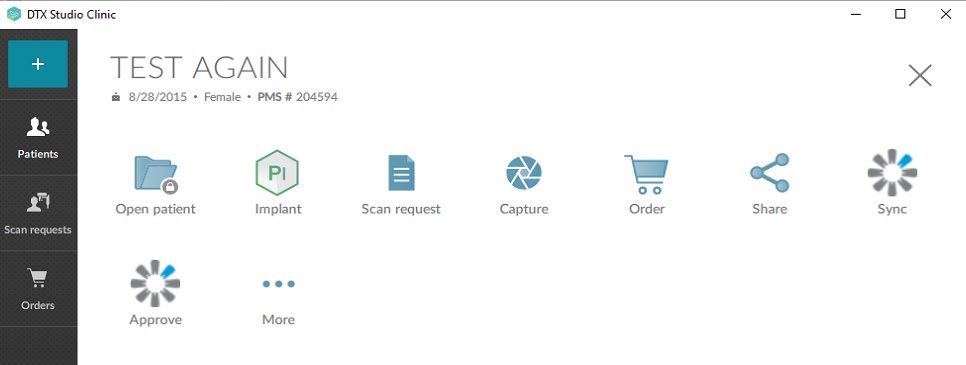 DTX Studio Clinic
+
TEST AGAIN
8/28/2015 • Female • PMS # 204594
Patients
Scan requests
Orders
Open patient
PI
Implant
Scan request
Capture
Order
Share
Sync
Approve
More